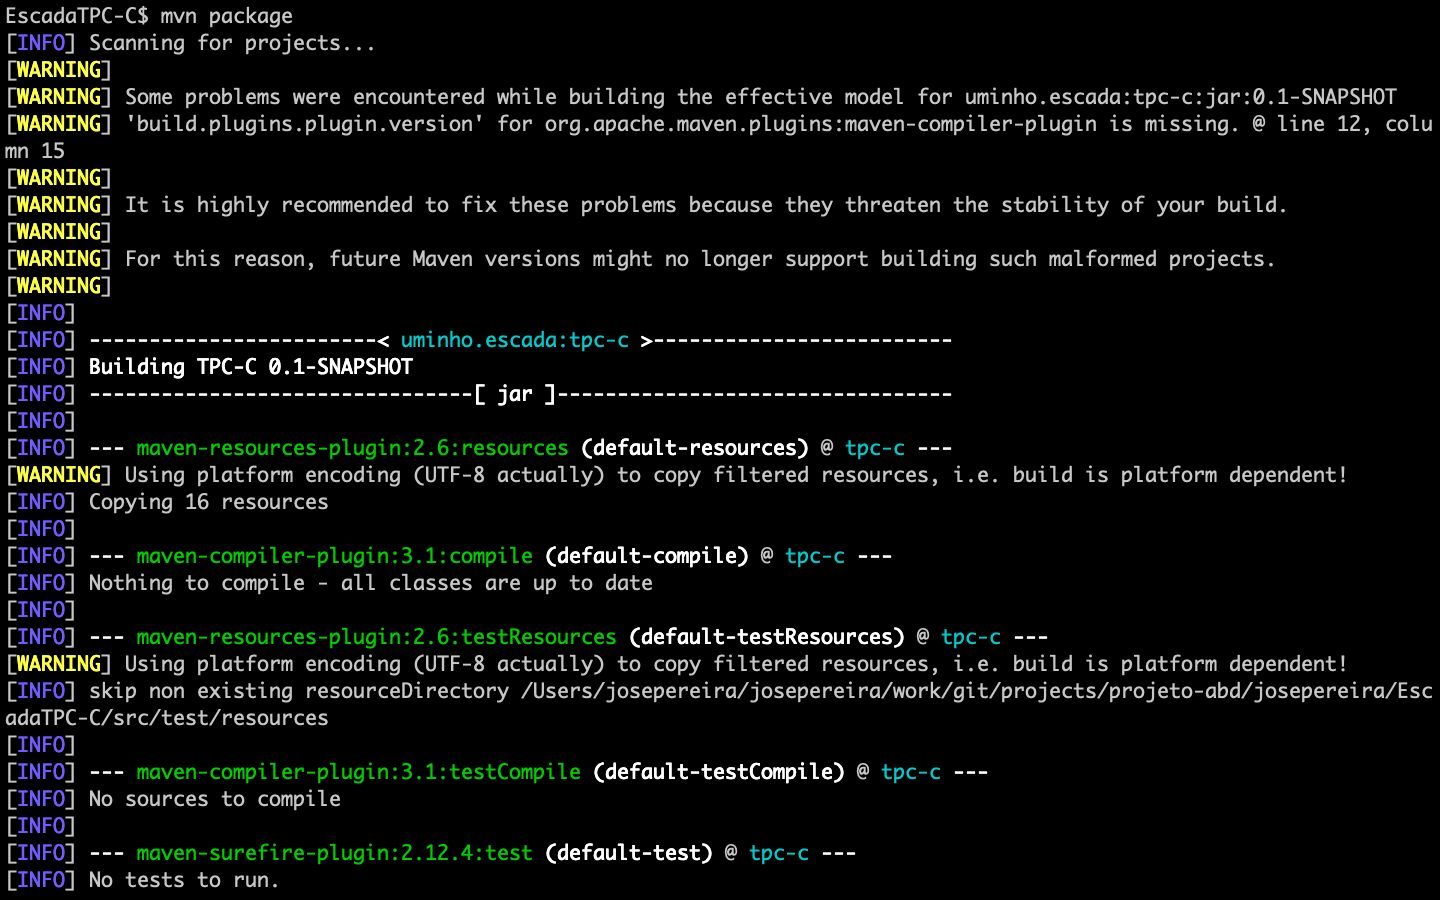 EscadaTPC-C$ mvn package
[INFO] Scanning for projects...
[WARNING]
[WARNING] Some problems were encountered while building the effective model for uminho.escada:tpc-c:jar:0.1-SNAPSHOT
[WARNING] 'build.plugins.plugin.version' for org.apache.maven.plugins:maven-compiler-plugin is missing. @ line 12, colu
mn 15
[WARNING]
[WARNING] It is highly recommended to fix these problems because they threaten the stability of your build.
[WARNING]
[WARNING] For this reason, future Maven versions might no longer support building such malformed projects.
[WARNING]
[INFO]
[INFO] ------------------------< uminho.escada:tpc-c >-------------------------
[INFO] Building TPC-C 0.1-SNAPSHOT
[INFO] --------------------------------[ jar ]---------------------------------
[INFO]
[INFO] --- maven-resources-plugin:2.6:resources (default-resources) @ tpc-c ---
[WARNING] Using platform encoding (UTF-8 actually) to copy filtered resources, i.e. build is platform dependent!
[INFO] Copying 16 resources
[INFO]
[INFO] --- maven-compiler-plugin:3.1:compile (default-compile) @ tpc-c ---
[INFO] Nothing to compile - all classes are up to date
[INFO]
[INFO] --- maven-resources-plugin:2.6:testResources (default-testResources) @ tpc-c ---
[WARNING] Using platform encoding (UTF-8 actually) to copy filtered resources, i.e. build is platform dependent!
[INFO] skip non existing resourceDirectory /Users/josepereira/josepereira/work/git/projects/projeto-abd/josepereira/Esc
adaTPC-C/src/test/resources
[INFO]
[INFO] --- maven-compiler-plugin:3.1:testCompile (default-testCompile) @ tpc-c ---
[INFO] No sources to compile
[INFO]
[INFO] --- maven-surefire-plugin:2.12.4:test (default-test) @ tpc-c ---
[INFO] No tests to run.